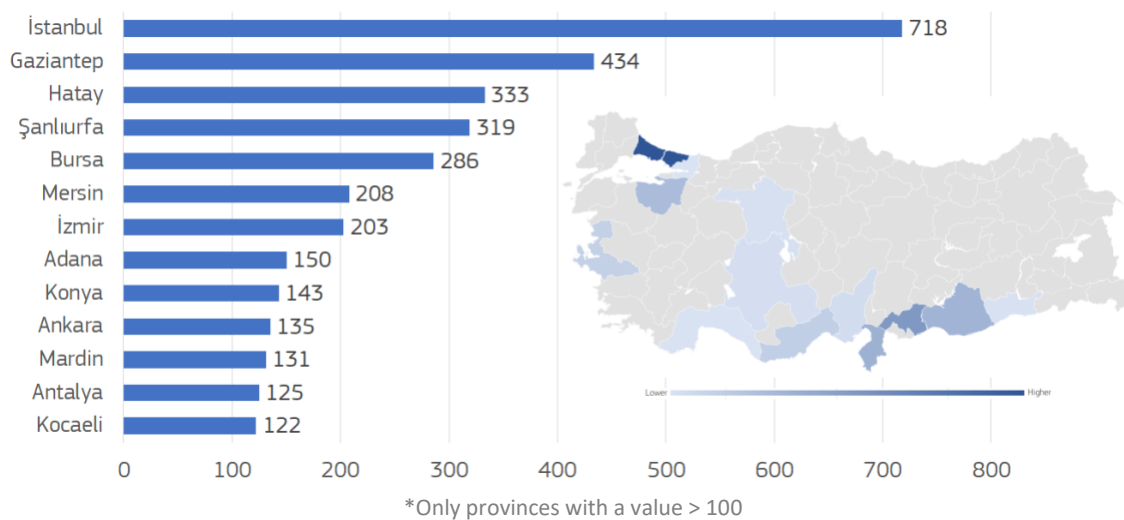 İstanbul 718
Gaziantep 434
Hatay 333
Şanlıurfa 319
Bursa 286
Mersin 208
İzmir 203
Adana 150
Konya 143
Ankara 135
Mardin 131
Antalya 125
Kocaeli 122
Lower Higher
0 100 200 300 400 500 600 700 800
*Only provinces with a value > 100